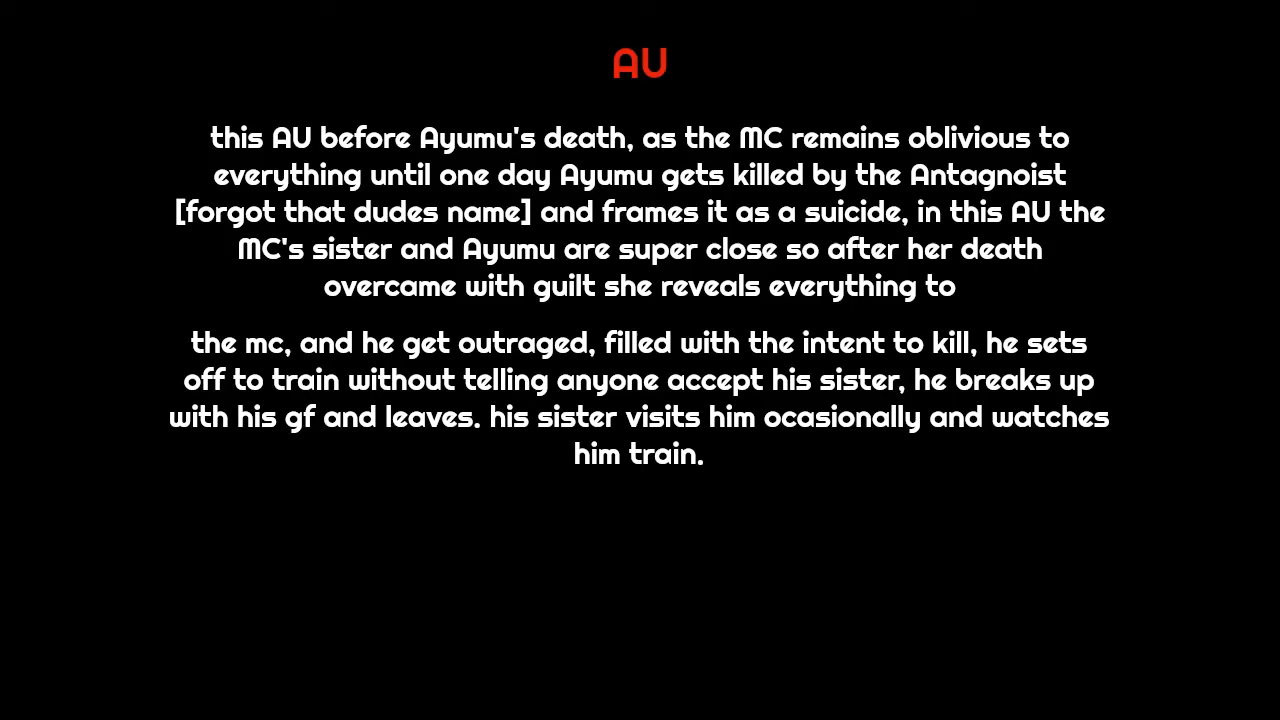 AU
this AU before Ayumu's death, as the MC remains oblivious to
everything until one day Ayumu gets killed by the Antagnoist
[forgot that dudes name] and frames it as a suicide, in this AU the
MC's sister and Ayumu are super close so after her death
overcame with guilt she reveals everything to
the mc, and he get outraged, filled with the intent to kill, he sets
off to train without telling anyone accept his sister, he breaks up
with his gf and leaves. his sister visits him ocasionally and watches
him train.